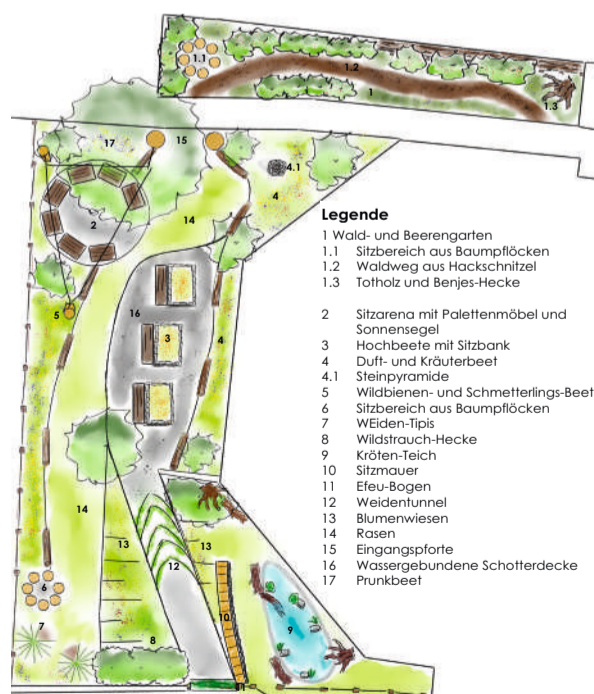 1.1
1.2
1
1.3
17
15
4.1
4
2
14
16
5
3
4
14
13
13
12
6
10
9
7
8
11
Legende
1 Wald- und Beerengarten
1.1 Sitzbereich aus Baumpflöcken
1.2 Waldweg aus Hackschnitzel
1.3 Totholz und Benjes-Hecke
2 Sitzarena mit Palettenmöbel und
Sonnensegel
3 Hochbeete mit Sitzbank
4 Duft- und Kräuterbeet
4.1 Steinpyramide
5 Wildbienen- und Schmetterlings-Beet
6 Sitzbereich aus Baumpflöcken
7 WEiden-Tipis
8 Wildstrauch-Hecke
9 Kröten-Teich
10 Sitzmauer
11 Efeu-Bogen
12 Weidentunnel
13 Blumenwiesen
14 Rasen
15 Eingangspforte
16 Wassergebundene Schotterdecke
17 Prunkbeet